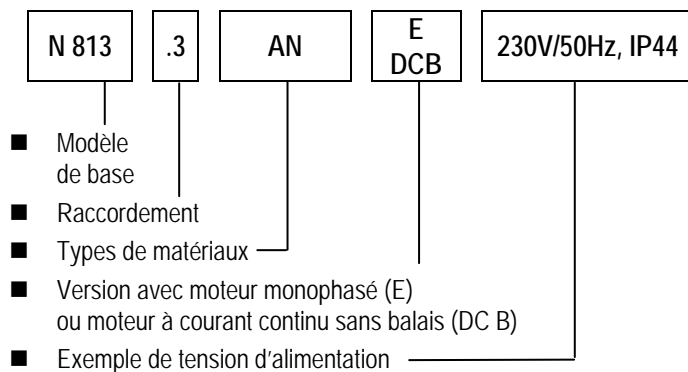 N 813 .3 AN E DCB 230V/50Hz, IP44
■ Modèle
de base
■ Raccordement
■ Types de matériaux
■ Version avec moteur monophasé (E)
ou moteur à courant continu sans balais (DC B)
■ Exemple de tension d'alimentation